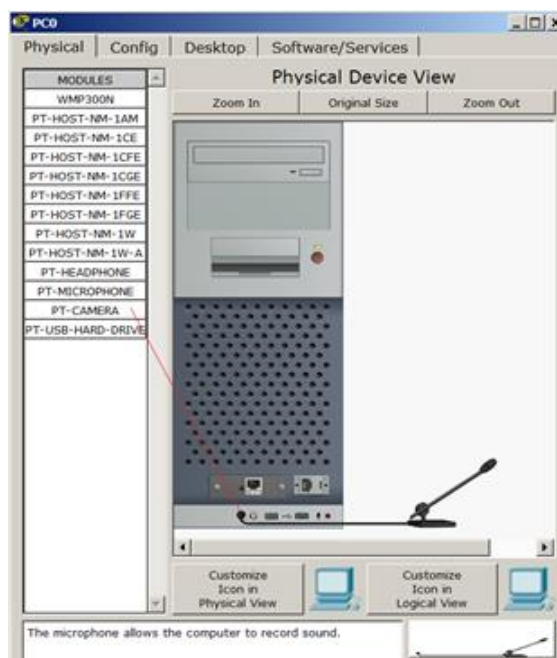 PC0
Physical Config Desktop Software/Services
MODULES
WMP300N
PT-HOST-NM-1AM
PT-HOST-NM-1CE
PT-HOST-NM-1CFE
PT-HOST-NM-1CGE
PT-HOST-NM-1FFE
PT-HOST-NM-1FGE
PT-HOST-NM-1W
PT-HOST-NM-1W-A
PT-HEADPHONE
PT-MICROPHONE
PT-CAMERA
PT-USB-HARD-DRIVE
Physical Device View
Zoom In Original Size Zoom Out
Customize
Icon in
Physical View
Customize
Icon in
Logical View
The microphone allows the computer to record sound.